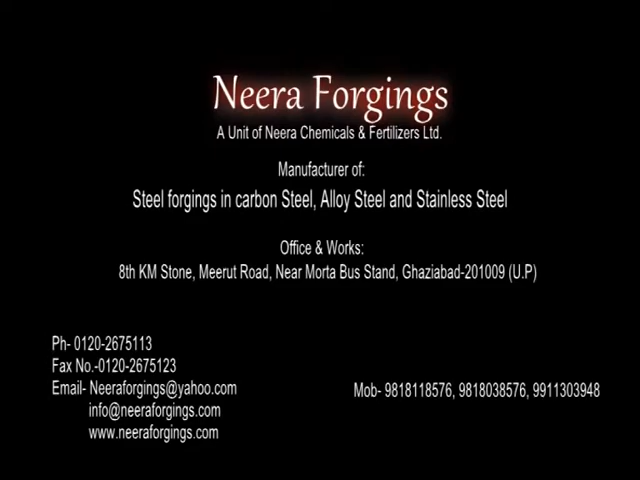 Neera Forgings
A Unit of Neera Chemicals & Fertilizers Ltd.
Manufacturer of:
Steel forgings in carbon Steel, Alloy Steel and Stainless Steel
Office & Works:
8th KM Stone, Meerut Road, Near Morta Bus Stand, Ghaziabad-201009 (U.P)
Ph- 0120-2675113
Fax No.-0120-2675123
Email- Neeraforgings@yahoo.com
info@neeraforgings.com
www.neeraforgings.com
Mob- 9818118576, 9818038576, 9911303948